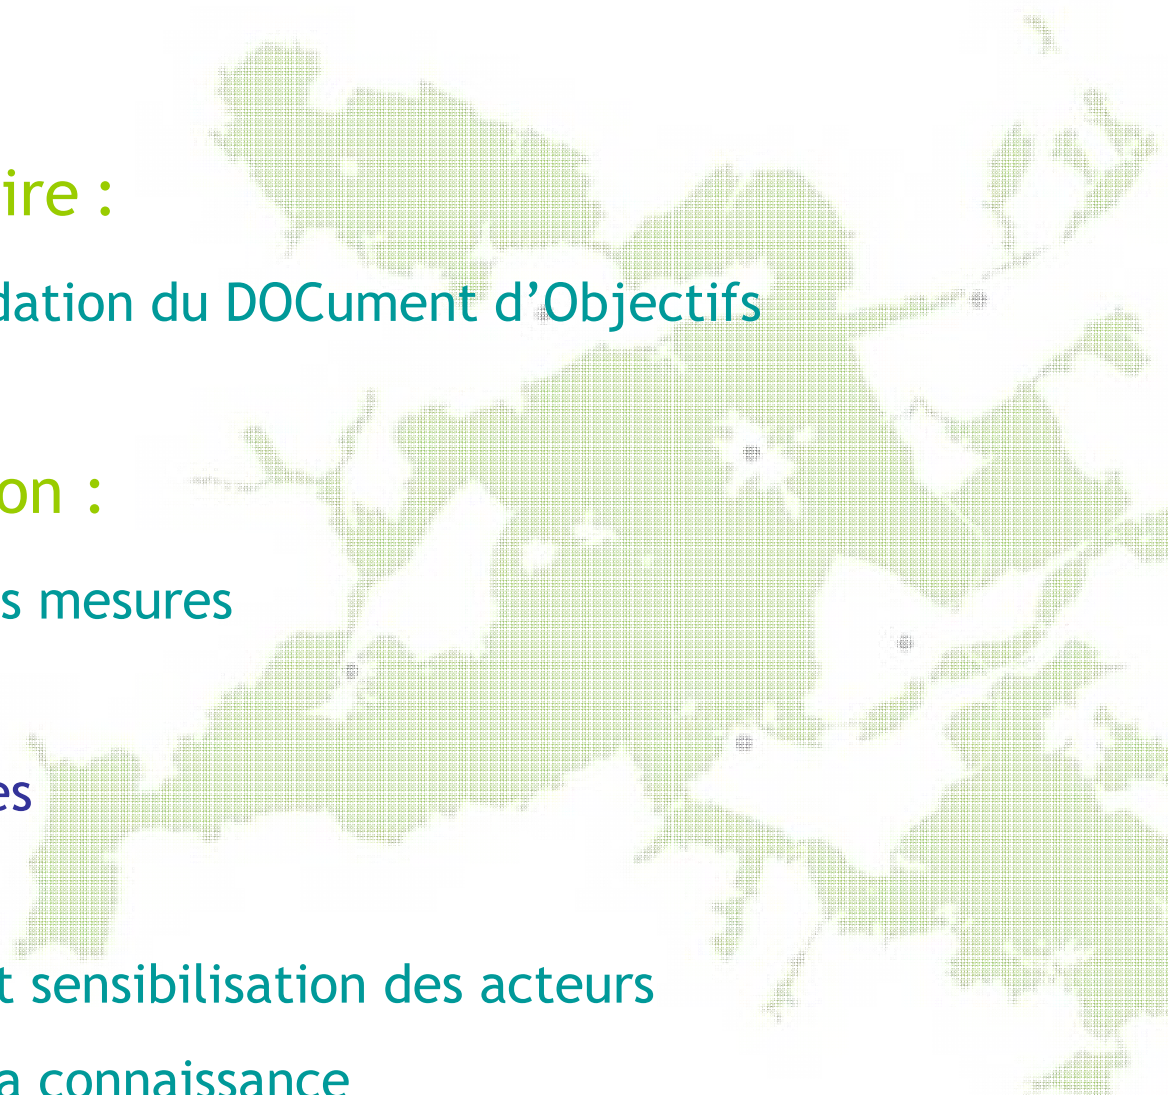 ire :
dation du DOCument d’Objectifs
on :
s mesures
es
t sensibilisation des acteurs
a connaissance